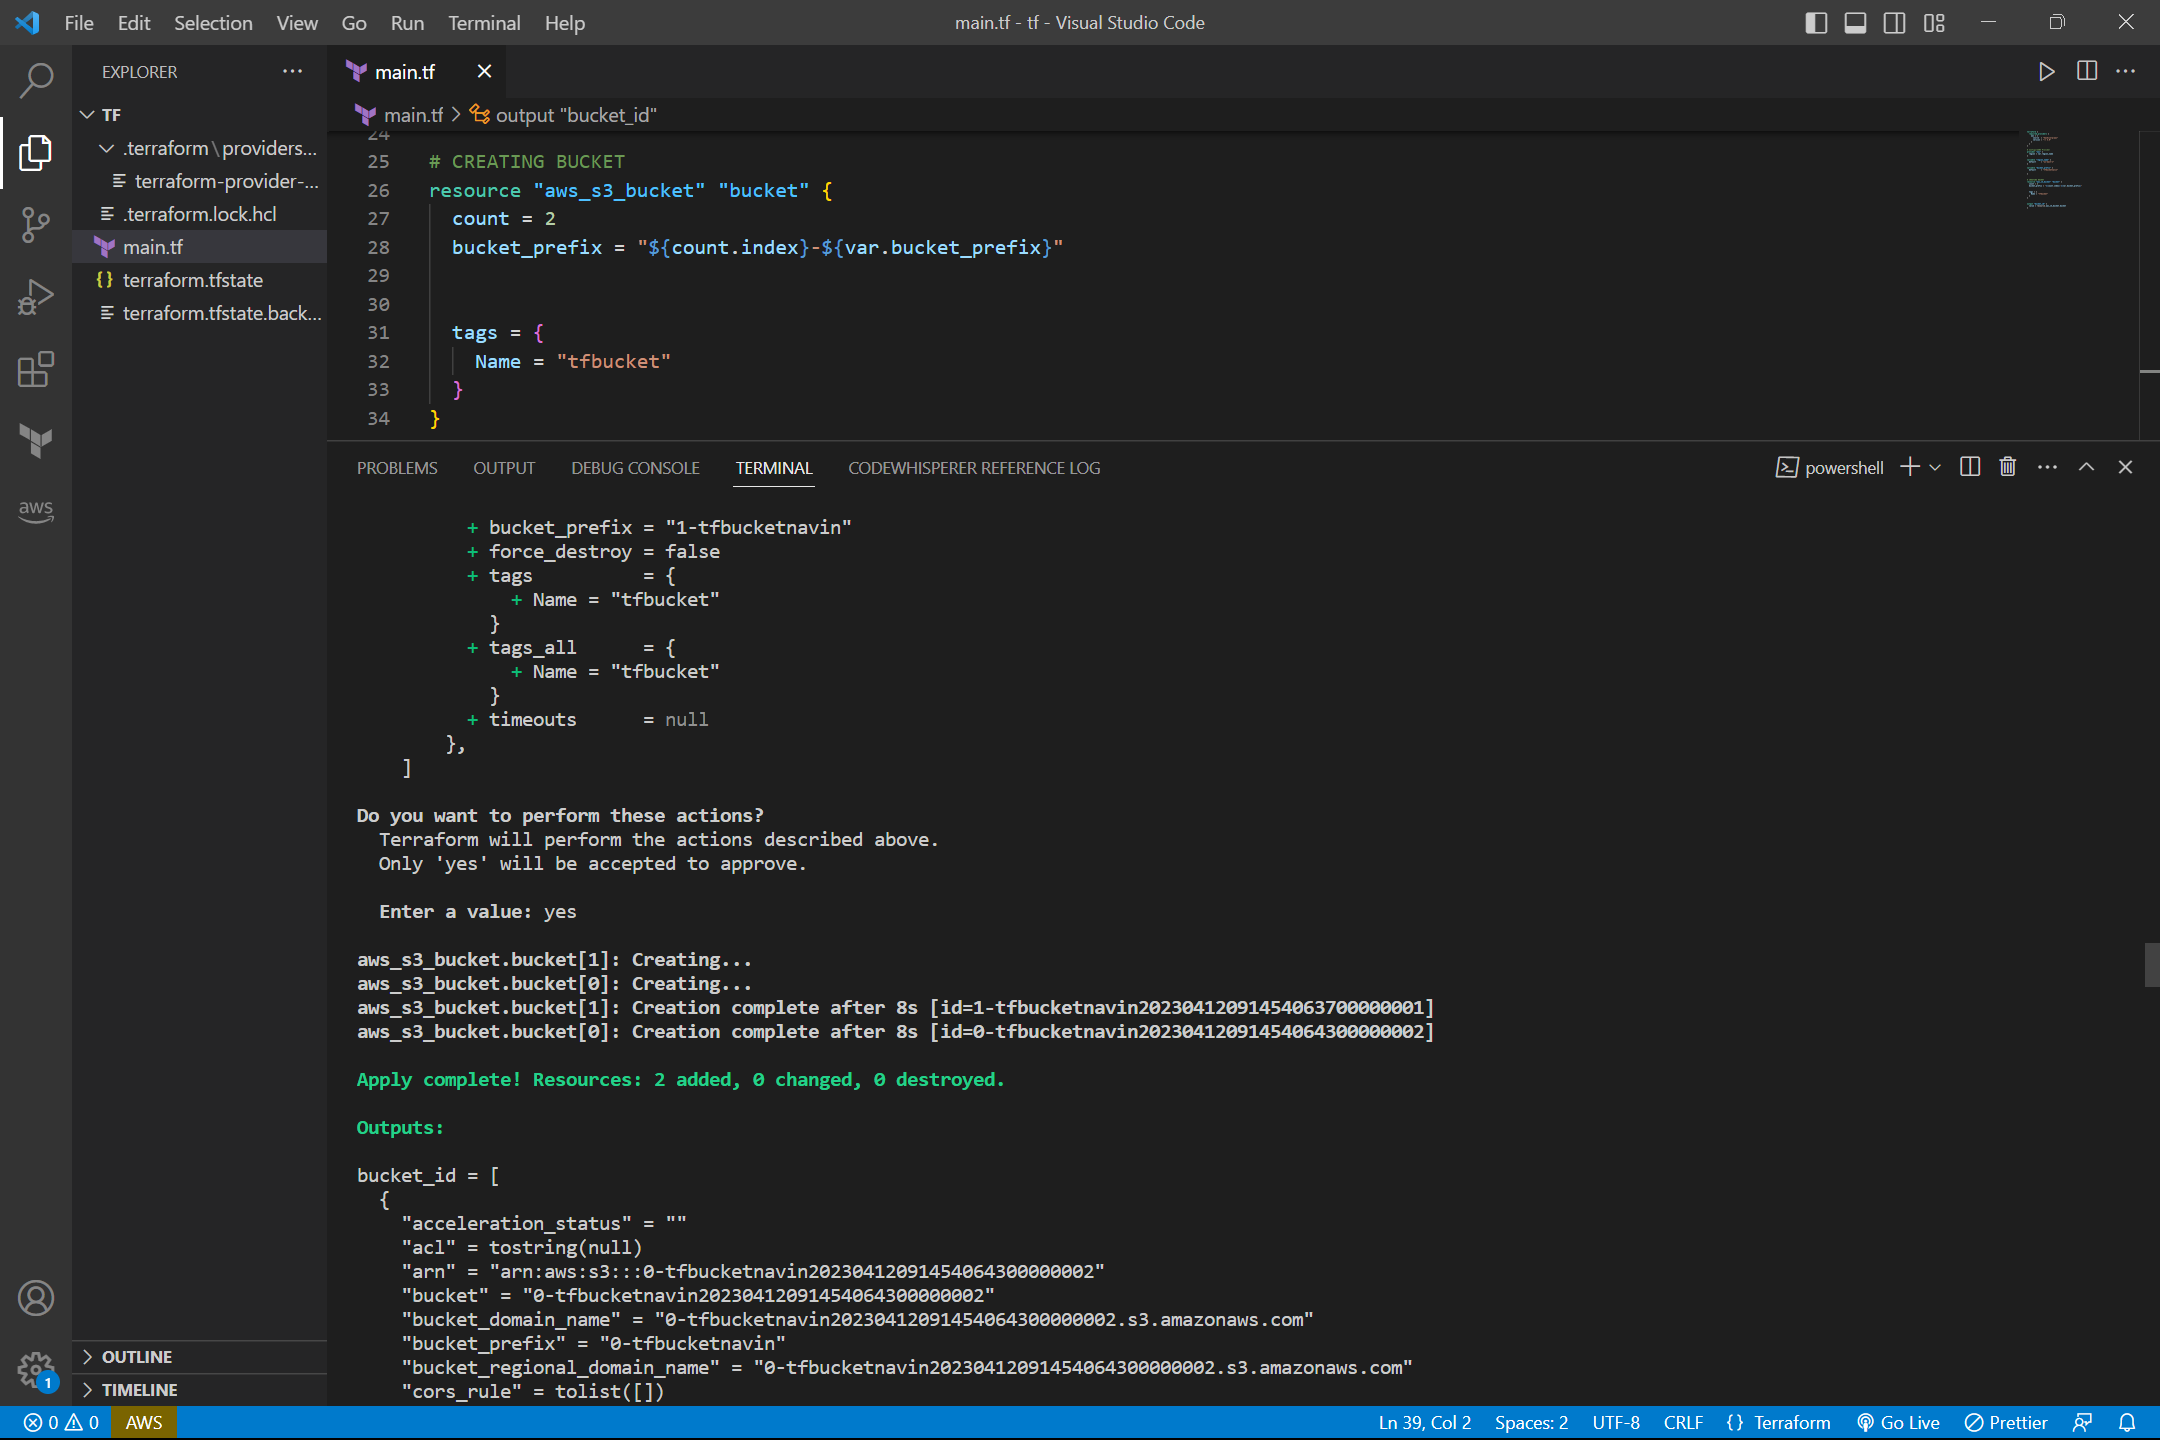 File Edit Selection View Go Run Terminal Help
main.tf - tf - Visual Studio Code
EXPLORER
TF
.terraform\providers...
terraform-provider-...
.terraform.lock.hcl
main.tf
terraform.tfstate
terraform.tfstate.back...
OUTLINE
TIMELINE
aws
1
main.tf
main.tf > output "bucket_id"
24
25 # CREATING BUCKET
26 resource "aws_s3_bucket" "bucket" {
27 count = 2
28 bucket_prefix = "${count.index}-${var.bucket_prefix}"
29
30
31 tags = {
32 Name = "tfbucket"
33 }
34 }
PROBLEMS OUTPUT DEBUG CONSOLE TERMINAL CODEWHISPERER REFERENCE LOG
powershell
+ bucket_prefix = "1-tfbucketnavin"
+ force_destroy = false
+ tags = {
+ Name = "tfbucket"
}
+ tags_all = {
+ Name = "tfbucket"
}
+ timeouts = null
},
]
Do you want to perform these actions?
Terraform will perform the actions described above.
Only 'yes' will be accepted to approve.
Enter a value: yes
aws_s3_bucket.bucket[1]: Creating...
aws_s3_bucket.bucket[0]: Creating...
aws_s3_bucket.bucket[1]: Creation complete after 8s [id=1-tfbucketnavin20230412091454063700000001]
aws_s3_bucket.bucket[0]: Creation complete after 8s [id=0-tfbucketnavin20230412091454064300000002]
Apply complete! Resources: 2 added, 0 changed, 0 destroyed.
Outputs:
bucket_id = [
{
"acceleration_status" = ""
"acl" = tostring(null)
"arn" = "arn:aws:s3:::0-tfbucketnavin20230412091454064300000002"
"bucket" = "0-tfbucketnavin20230412091454064300000002"
"bucket_domain_name" = "0-tfbucketnavin20230412091454064300000002.s3.amazonaws.com"
"bucket_prefix" = "0-tfbucketnavin"
"bucket_regional_domain_name" = "0-tfbucketnavin20230412091454064300000002.s3.amazonaws.com"
"cors_rule" = tolist([])
0 0 AWS
Ln 39, Col 2 Spaces: 2 UTF-8 CRLF {} Terraform Go Live Prettier